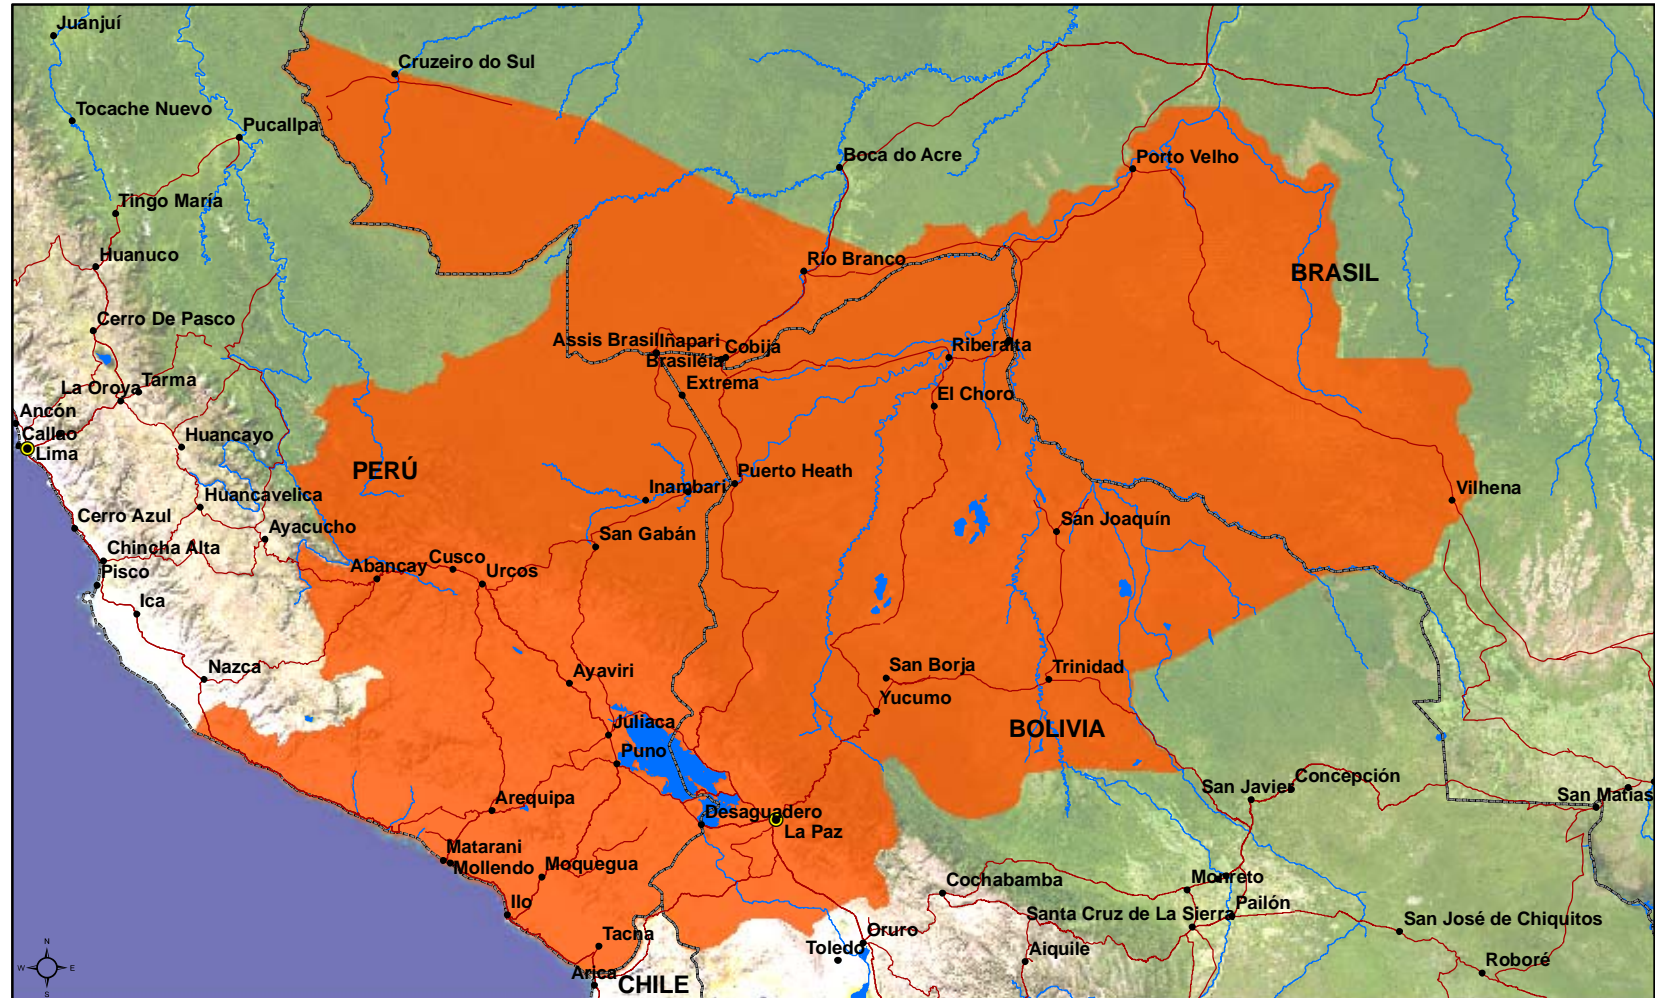 Juanjuí
Cruzeiro do Sul
Tocache Nuevo
Pucallpa
Boca do Acre
Porto Velho
Tingo María
Huanuco
Río Branco
BRASIL
Cerro De Pasco
Assis Brasil
Iñapari
Cobija
Brasiléia
Riberalta
Extrema
La Oroya
Tarma
El Choro
Ancón
Callao
Lima
Huancayo
PERÚ
Puerto Heath
Inambari
Huancavelica
Vilhena
Cerro Azul
Ayacucho
San Joaquín
San Gabán
Chincha Alta
Pisco
Abancay
Cusco
Urcos
Ica
Nazca
Ayaviri
San Borja
Trinidad
Yucumo
Juliaca
BOLIVIA
Puno
San Javier
Concepción
San Matías
Arequipa
Desaguadero
La Paz
Matarani
Mollendo
Moquegua
Cochabamba
Monreto
Ilo
Santa Cruz de La Sierra
Pailón
San José de Chiquitos
Tacha
Oruro
Toledo
Aiquile
Roboré
Arica
CHILE
N
W
E
S